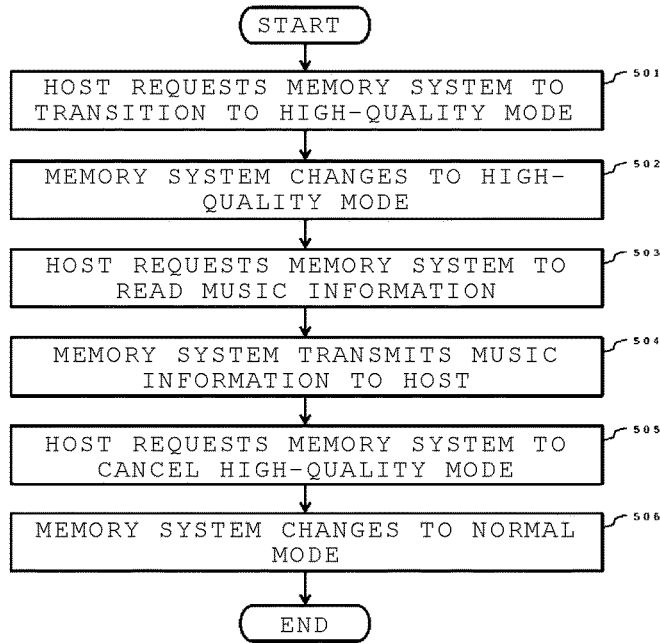 START
501
HOST REQUESTS MEMORY SYSTEM TO
TRANSITION TO HIGH-QUALITY MODE
502
MEMORY SYSTEM CHANGES TO HIGH-
QUALITY MODE
503
HOST REQUESTS MEMORY SYSTEM TO
READ MUSIC INFORMATION
504
MEMORY SYSTEM TRANSMITS MUSIC
INFORMATION TO HOST
505
HOST REQUESTS MEMORY SYSTEM TO
CANCEL HIGH-QUALITY MODE
506
MEMORY SYSTEM CHANGES TO NORMAL
MODE
END